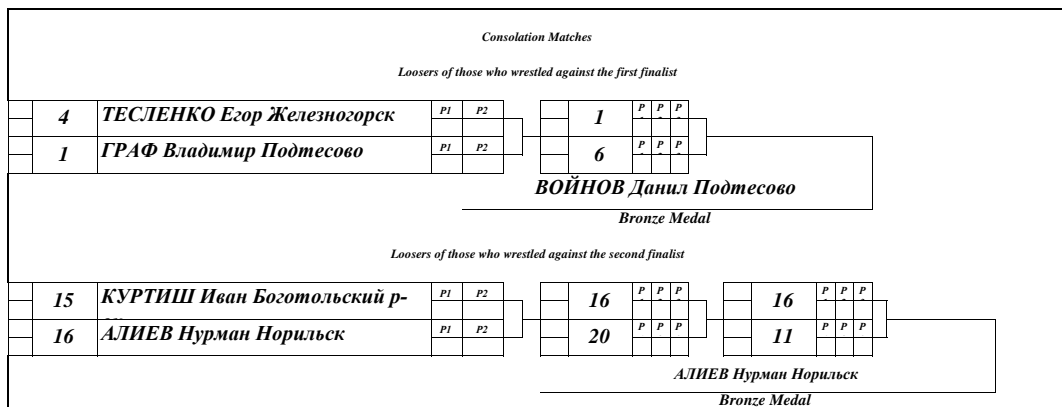 Consolation Matches
Loosers of those who wrestled against the first finalist
4 ТЕСЛЕНКО Егор Железногорск P1 P2 1 P P P
1 ГРАФ Владимир Подтесово P1 P2 6 P P P
ВОЙНОВ Данил Подтесово
Bronze Medal
Loosers of those who wrestled against the second finalist
15 КУРТИШ Иван Боготольский р- P1 P2 16 P P P 16 P P P
16 АЛИЕВ Нурман Норильск P1 P2 20 P P P 11 P P P
АЛИЕВ Нурман Норильск
Bronze Medal